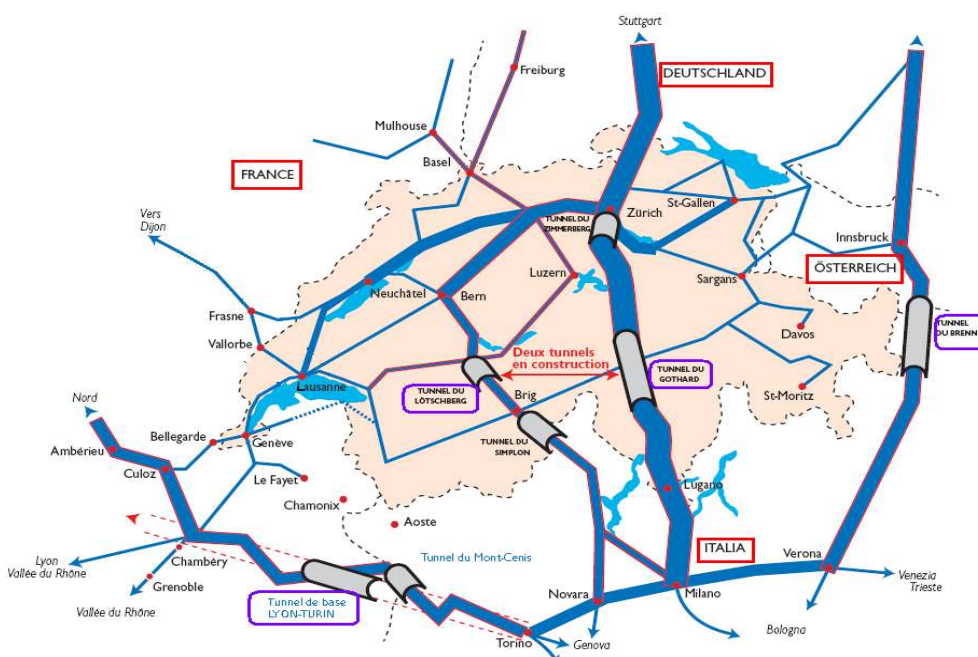 Stuttgart
DEUTSCHLAND
Freiburg
Mulhouse
Basel
FRANCE
Zürich
St-Gallen
TUNNEL DU
ZIMMERBERG
Vers
Dijon
Innsbruck
ÖSTERREICH
Luzern
Sargans
Neuchâtel
Bern
Frasne
Vallorbe
TUNNEL
DU BRENN
Davos
Deux tunnels
en construction
TUNNEL DU
GOTHARD
Lausanne
TUNNEL DU
LÖTSCHBERG
St-Moritz
Nord
Brig
Bellegarde
Genève
TUNNEL DU
SIMPLON
Ambérieu
Culoz
Le Fayet
Lugano
Chamonix
Aoste
ITALIA
Tunnel du Mont-Cenis
Verona
Lyon
Vallée du Rhône
Chambéry
Grenoble
Venezia
Trieste
Novara
Milano
Vallée du Rhône
Tunnel de base
LYON-TURIN
Bologna
Torino
Genova